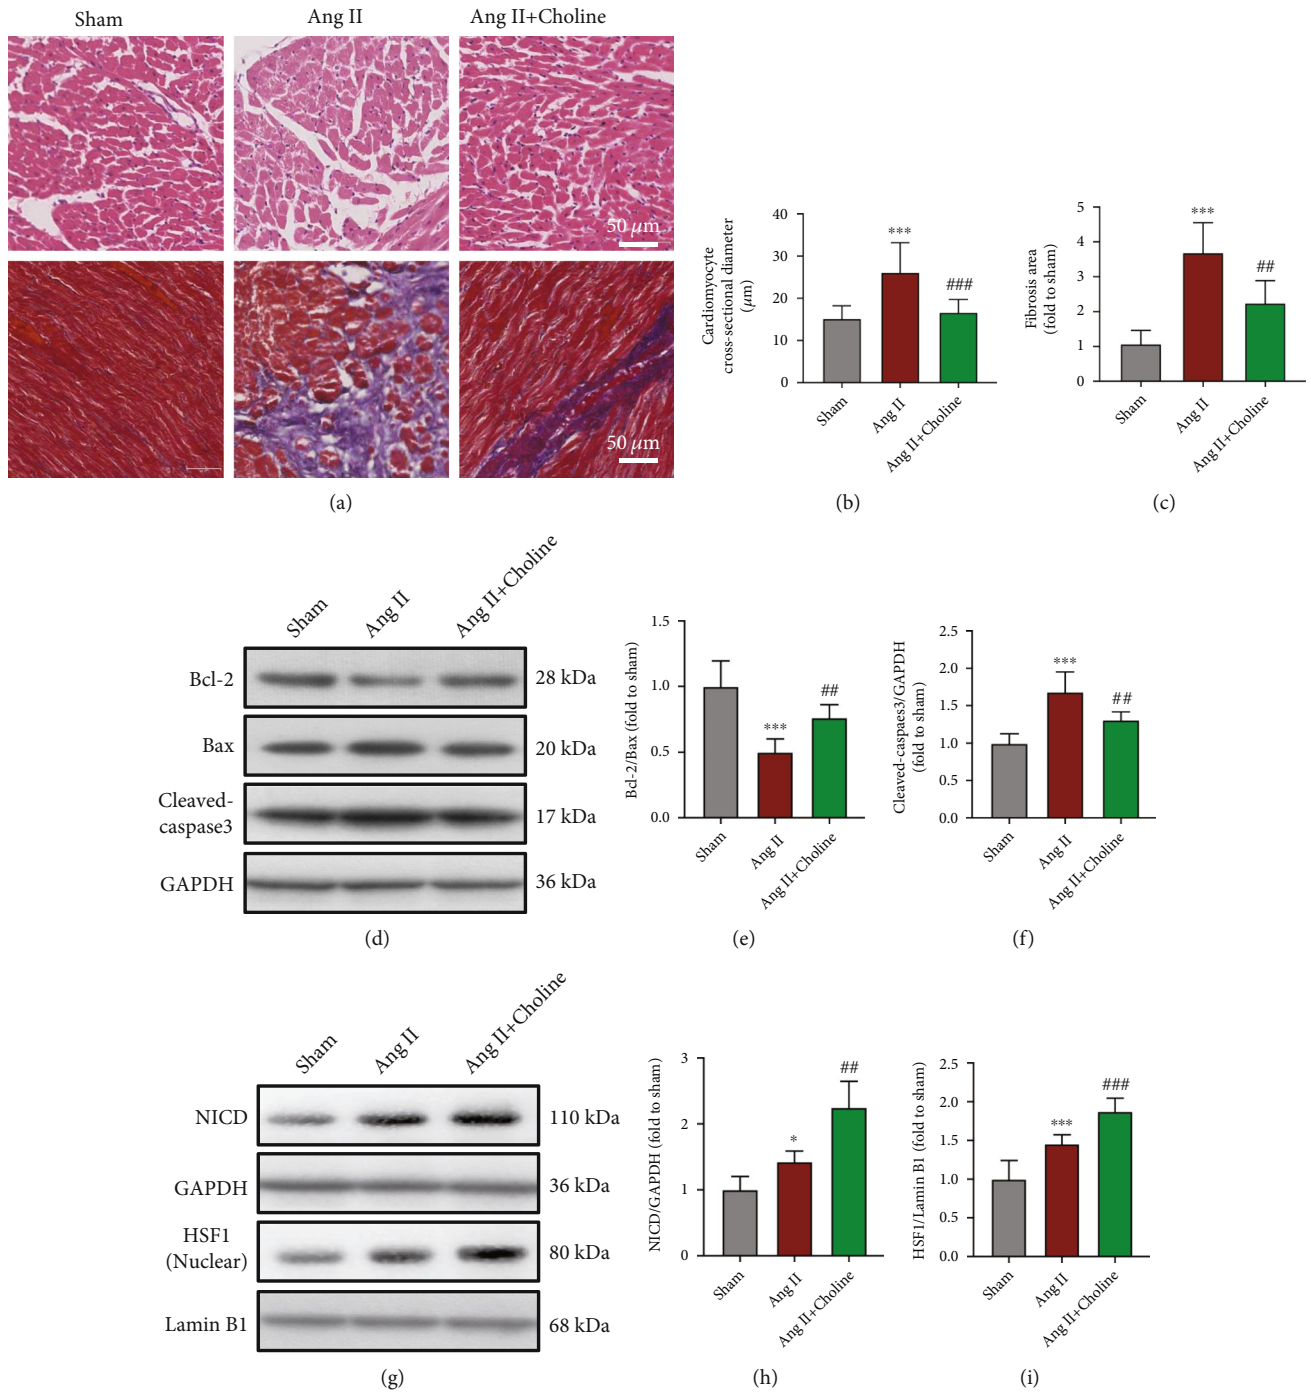 Sham
Ang II
Ang II+Choline
50 μm
50 μm
(a)
Cardiomyocyte
cross-sectional diameter
(μm)
40
30
20
10
0
***
###
Sham
Ang II
Ang II+Choline
(b)
Fibrosis area
(fold to sham)
5
4
3
2
1
0
***
##
Sham
Ang II
Ang II+Choline
(c)
Sham
Ang II
Ang II+Choline
Bcl-2
28 kDa
Bax
20 kDa
Cleaved-
caspase3
17 kDa
GAPDH
36 kDa
(d)
Bcl-2/Bax (fold to sham)
1.5
1.0
0.5
0.0
***
##
Sham
Ang II
Ang II+Choline
(e)
Cleaved-caspaes3/GAPDH
(fold to sham)
2.5
2.0
1.5
1.0
0.5
0.0
***
##
Sham
Ang II
Ang II+Choline
(f)
Sham
Ang II
Ang II+Choline
NICD
110 kDa
GAPDH
36 kDa
HSF1
(Nuclear)
80 kDa
Lamin B1
68 kDa
(g)
NICD/GAPDH (fold to sham)
3
2
1
0
*
##
Sham
Ang II
Ang II+Choline
(h)
HSF1/Lamin B1 (fold to sham)
2.5
2.0
1.5
1.0
0.5
0.0
***
###
Sham
Ang II
Ang II+Choline
(i)